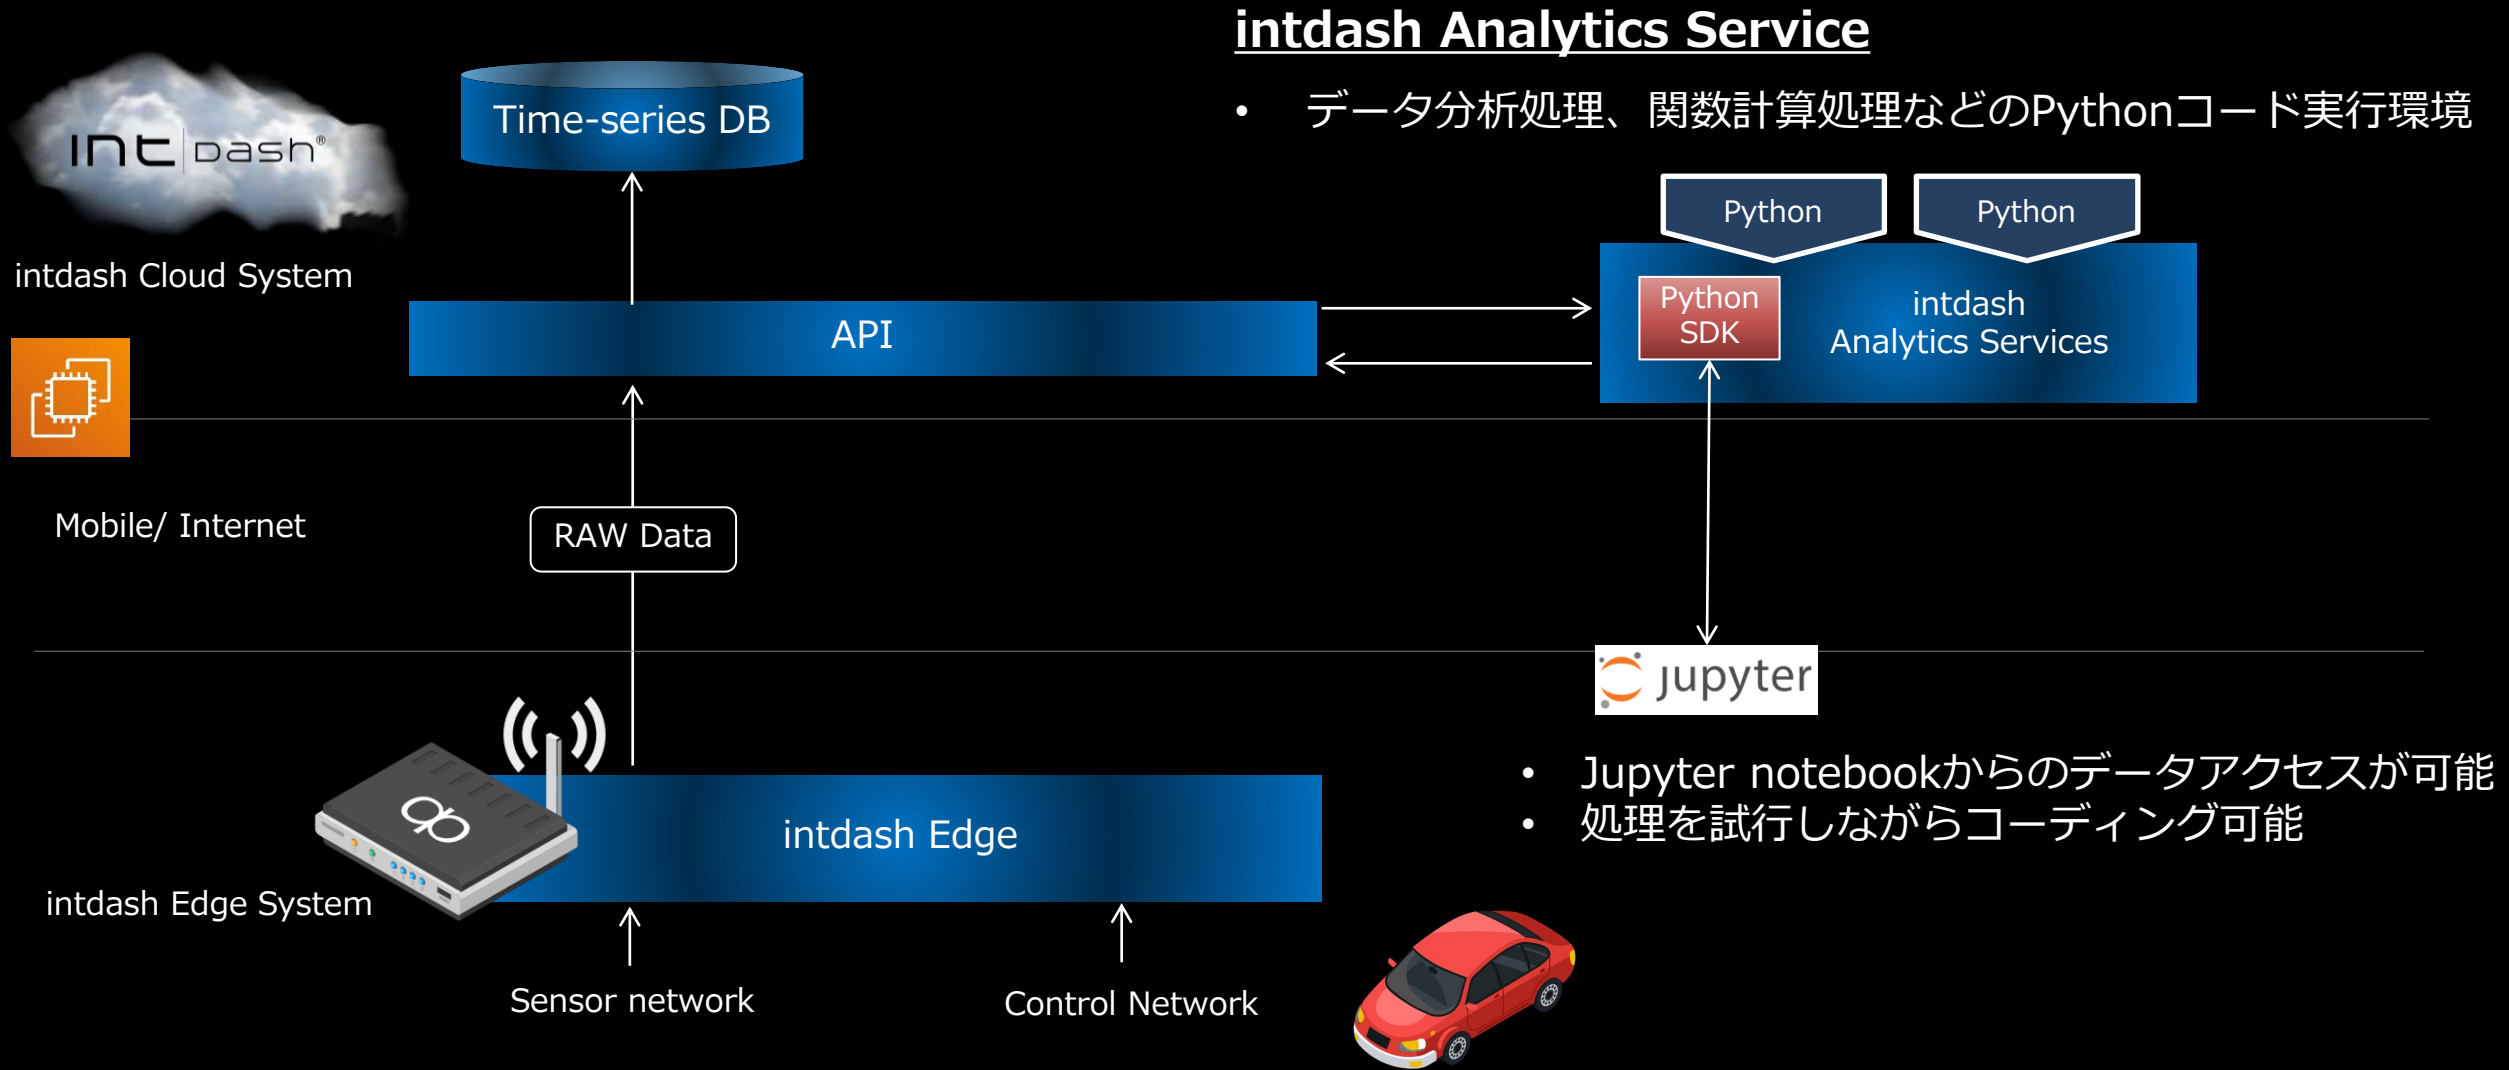 intdash Analytics Service
• データ分析処理、関数計算処理などのPythonコード実行環境
Time-series DB
int dash®
intdash Cloud System
Python
Python
Python
SDK
intdash
Analytics Services
API
Mobile/ Internet
RAW Data
jupyter
• Jupyter notebookからのデータアクセスが可能
• 処理を試行しながらコーディング可能
intdash Edge
intdash Edge System
Sensor network
Control Network